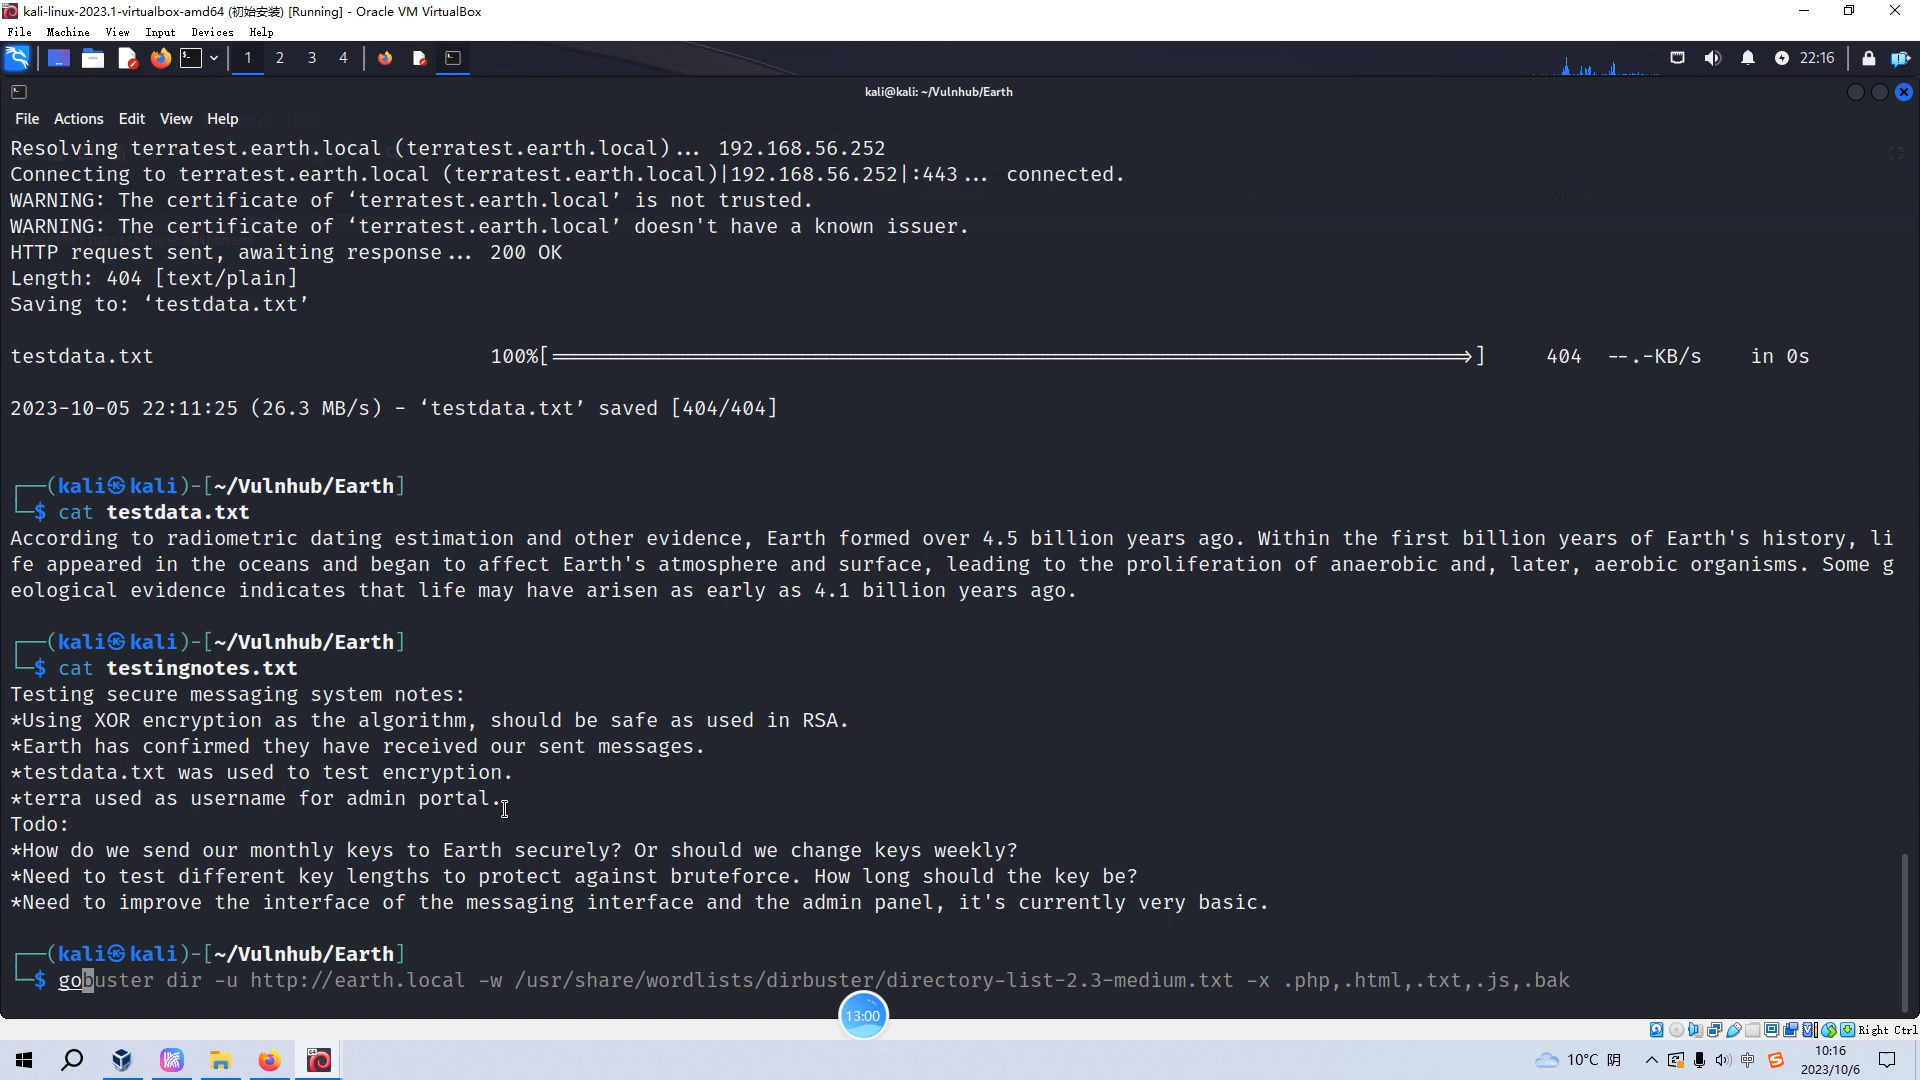 kali-linux-2023.1-virtualbox-amd64 (初始安装) [Running] - Oracle VM VirtualBox
File Machine View Input Devices Help
1 2 3 4 22:16
kali@kali: ~/Vulnhub/Earth
File Actions Edit View Help
Resolving terratest.earth.local (terratest.earth.local)... 192.168.56.252
Connecting to terratest.earth.local (terratest.earth.local)|192.168.56.252|:443... connected.
WARNING: The certificate of ‘terratest.earth.local’ is not trusted.
WARNING: The certificate of ‘terratest.earth.local’ doesn't have a known issuer.
HTTP request sent, awaiting response... 200 OK
Length: 404 [text/plain]
Saving to: ‘testdata.txt’
testdata.txt 100%[===================================================>] 404 --.-KB/s in 0s
2023-10-05 22:11:25 (26.3 MB/s) - ‘testdata.txt’ saved [404/404]
┌──(kali㉿kali)-[~/Vulnhub/Earth]
└─$ cat testdata.txt
According to radiometric dating estimation and other evidence, Earth formed over 4.5 billion years ago. Within the first billion years of Earth's history, li
fe appeared in the oceans and began to affect Earth's atmosphere and surface, leading to the proliferation of anaerobic and, later, aerobic organisms. Some g
eological evidence indicates that life may have arisen as early as 4.1 billion years ago.
┌──(kali㉿kali)-[~/Vulnhub/Earth]
└─$ cat testingnotes.txt
Testing secure messaging system notes:
*Using XOR encryption as the algorithm, should be safe as used in RSA.
*Earth has confirmed they have received our sent messages.
*testdata.txt was used to test encryption.
*terra used as username for admin portal.
Todo:
*How do we send our monthly keys to Earth securely? Or should we change keys weekly?
*Need to test different key lengths to protect against bruteforce. How long should the key be?
*Need to improve the interface of the messaging interface and the admin panel, it's currently very basic.
┌──(kali㉿kali)-[~/Vulnhub/Earth]
└─$ gobuster dir -u http://earth.local -w /usr/share/wordlists/dirbuster/directory-list-2.3-medium.txt -x .php,.html,.txt,.js,.bak
13:00
Right Ctrl
10°C 阴 中 10:16
2023/10/6